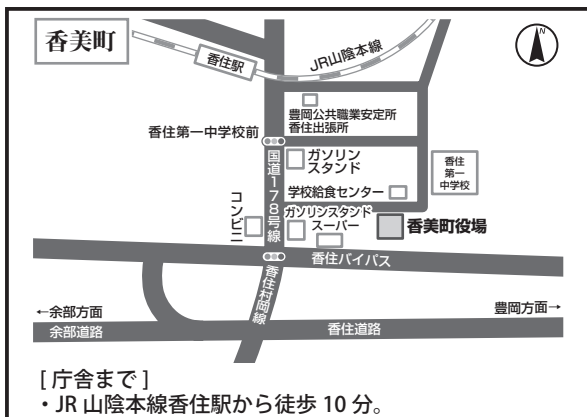 香美町
N
香住駅
JR山陰本線
豊岡公共職業安定所
香住出張所
香住第一中学校前
国道178号線
ガソリン
スタンド
香住
第一
中学校
学校給食センター
コンビニ
ガソリンスタンド
スーパー
香美町役場
香住バイパス
香住村岡線
←余部方面
豊岡方面→
余部道路
香住道路
[庁舎まで]
・JR山陰本線香住駅から徒歩10分。